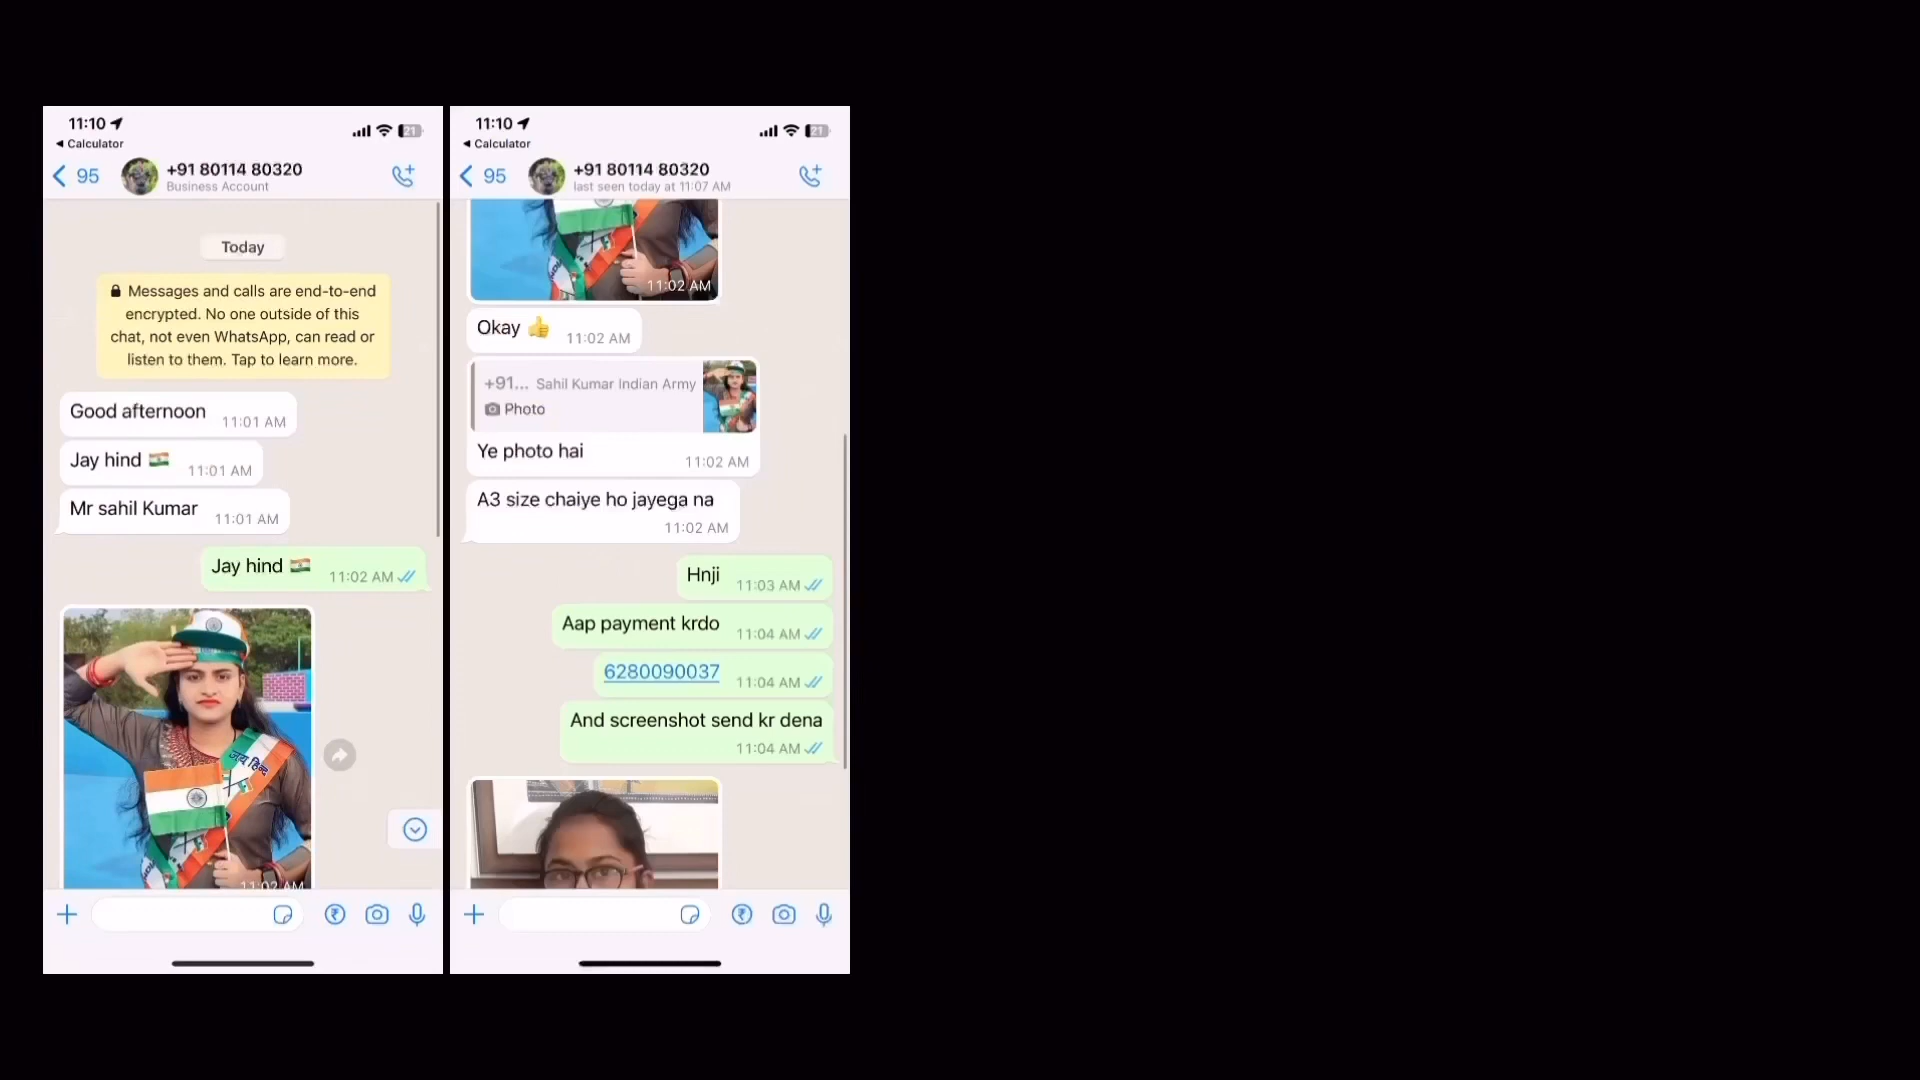 11:10
21
◄ Calculator
95
+91 80114 80320
Business Account
Today
Messages and calls are end-to-end
encrypted. No one outside of this
chat, not even WhatsApp, can read or
listen to them. Tap to learn more.
Good afternoon 11:01 AM
Jay hind 🇮🇳 11:01 AM
Mr sahil Kumar 11:01 AM
Jay hind 🇮🇳 11:02 AM
जय हिन्द
11:02 AM
11:10
21
◄ Calculator
95
+91 80114 80320
last seen today at 11:07 AM
11:02 AM
Okay 👍 11:02 AM
+91... Sahil Kumar Indian Army
Photo
Ye photo hai
11:02 AM
A3 size chaiye ho jayega na
11:02 AM
Hnji 11:03 AM
Aap payment krdo 11:04 AM
6280090037 11:04 AM
And screenshot send kr dena
11:04 AM